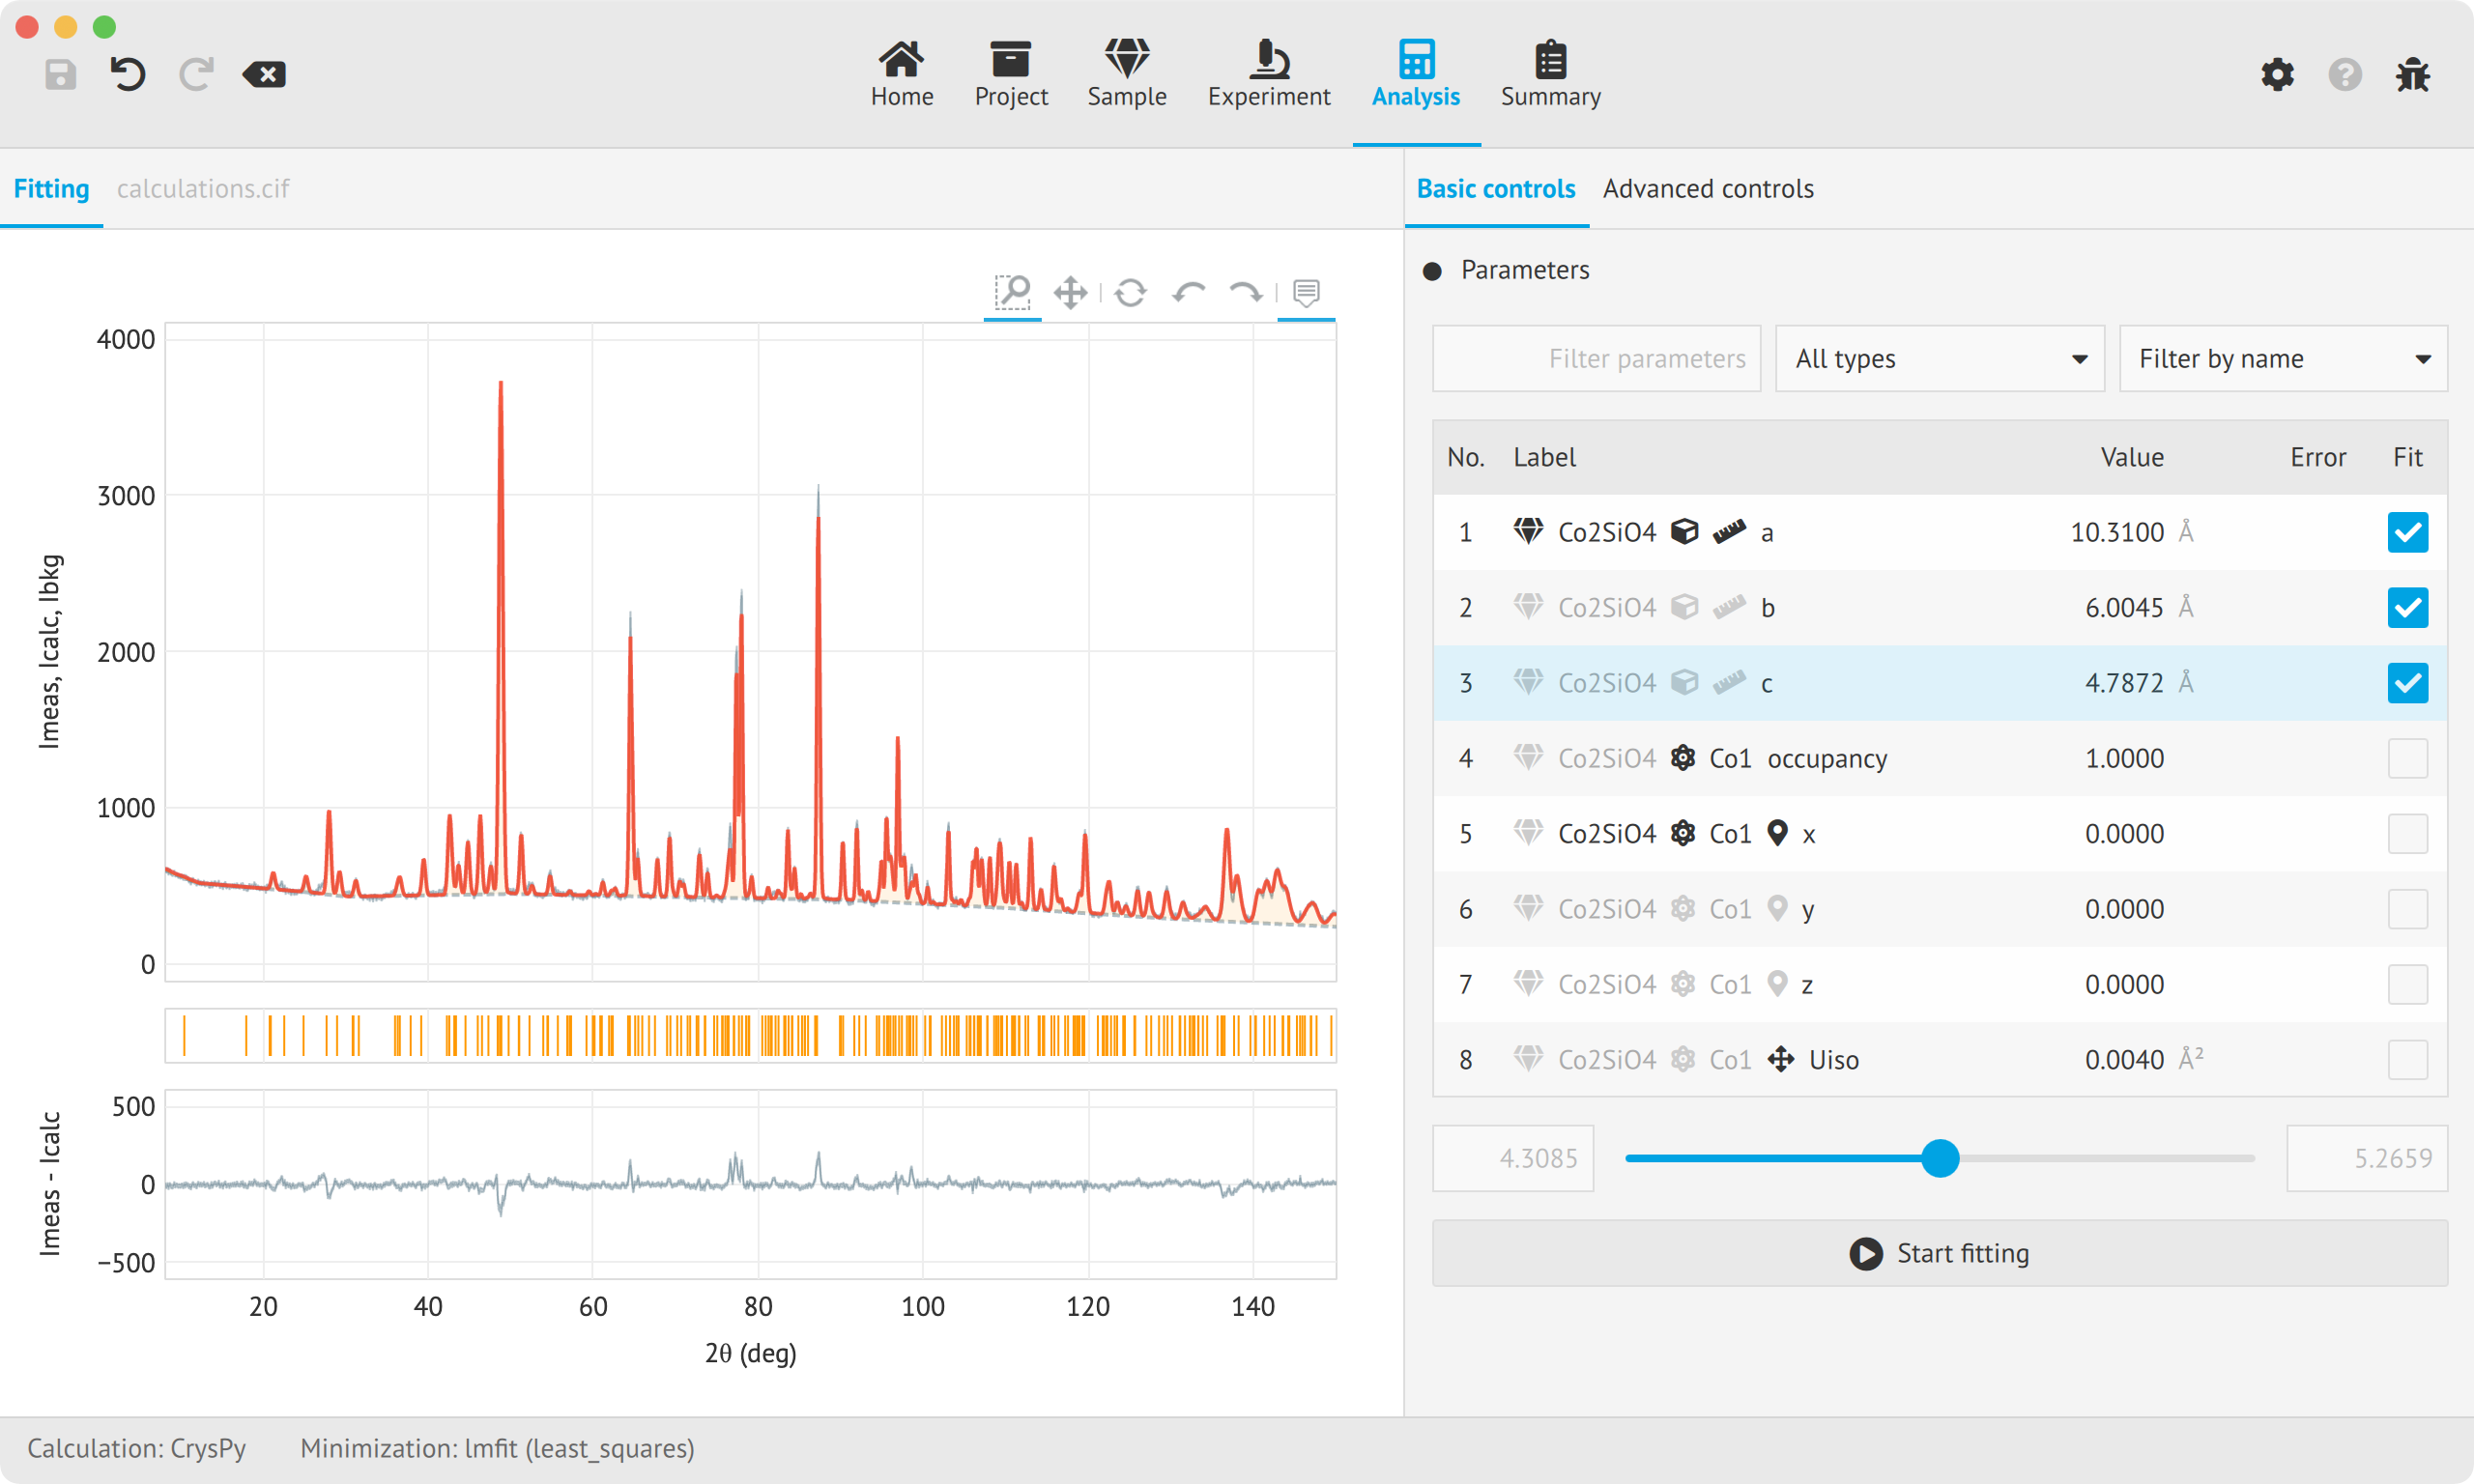 Home Project Sample Experiment Analysis Summary
Fitting calculations.cif
Basic controls Advanced controls
Parameters
Filter parameters All types Filter by name
No. Label Value Error Fit
1 Co2SiO4 a 10.3100 Å
2 Co2SiO4 b 6.0045 Å
3 Co2SiO4 c 4.7872 Å
4 Co2SiO4 Co1 occupancy 1.0000
5 Co2SiO4 Co1 x 0.0000
6 Co2SiO4 Co1 y 0.0000
7 Co2SiO4 Co1 z 0.0000
8 Co2SiO4 Co1 Uiso 0.0040 Å²
4.3085 5.2659
Start fitting
Imeas, Icalc, Ibkg
4000
3000
2000
1000
0
Imeas - Icalc
500
0
−500
20 40 60 80 100 120 140
2θ (deg)
Calculation: CrysPy Minimization: lmfit (least_squares)